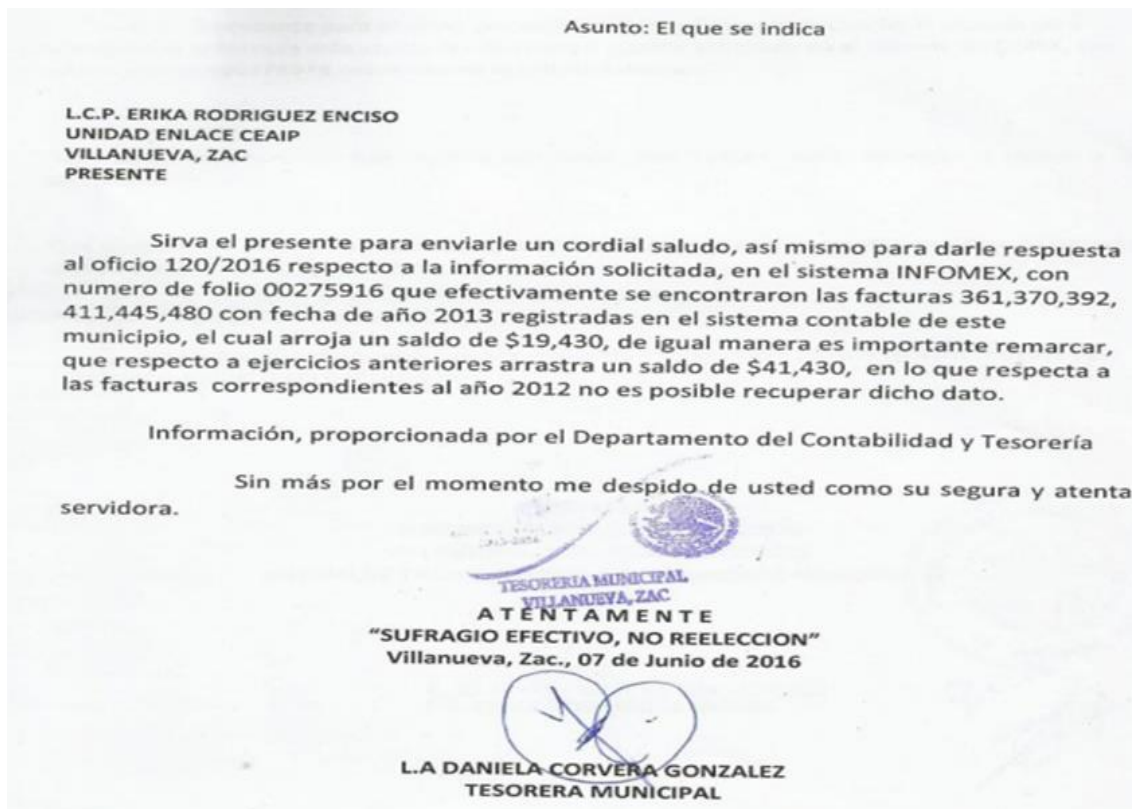 Asunto: El que se indica
L.C.P. ERIKA RODRIGUEZ ENCISO
UNIDAD ENLACE CEAIP
VILLANUEVA, ZAC
PRESENTE
Sirva el presente para enviarle un cordial saludo, así mismo para darle respuesta
al oficio 120/2016 respecto a la información solicitada, en el sistema INFOMEX, con
numero de folio 00275916 que efectivamente se encontraron las facturas 361,370,392,
411,445,480 con fecha de año 2013 registradas en el sistema contable de este
municipio, el cual arroja un saldo de $19,430, de igual manera es importante remarcar,
que respecto a ejercicios anteriores arrastra un saldo de $41,430, en lo que respecta a
las facturas correspondientes al año 2012 no es posible recuperar dicho dato.
Información, proporcionada por el Departamento del Contabilidad y Tesorería
Sin más por el momento me despido de usted como su segura y atenta
servidora.
TESORERIA MUNICIPAL
VILLANUEVA, ZAC
ATENTAMENTE
"SUFRAGIO EFECTIVO, NO REELECCION"
Villanueva, Zac., 07 de Junio de 2016
L.A DANIELA CORVERA GONZALEZ
TESORERA MUNICIPAL